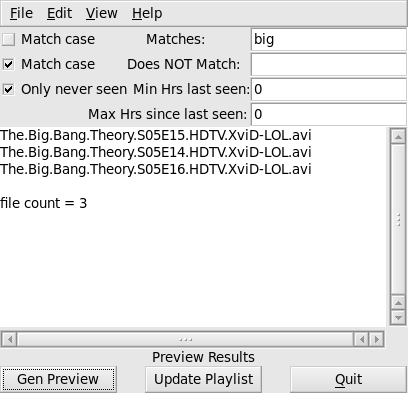 File Edit View Help
Match case Matches: big
Match case Does NOT Match:
Only never seen Min Hrs last seen: 0
Max Hrs since last seen: 0
The.Big.Bang.Theory.S05E15.HDTV.XviD-LOL.avi
The.Big.Bang.Theory.S05E14.HDTV.XviD-LOL.avi
The.Big.Bang.Theory.S05E16.HDTV.XviD-LOL.avi
file count = 3
Preview Results
Gen Preview Update Playlist Quit